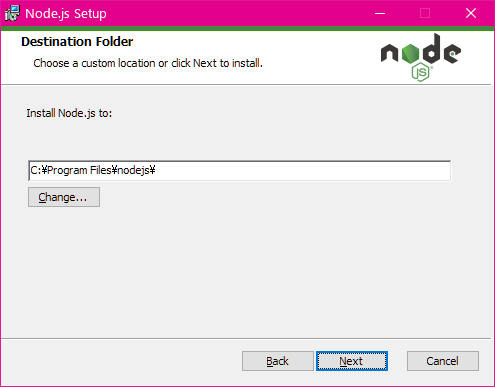 Node.js Setup
Destination Folder
Choose a custom location or click Next to install.
node
JS
Install Node.js to:
C:¥Program Files¥nodejs¥
Change...
Back
Next
Cancel